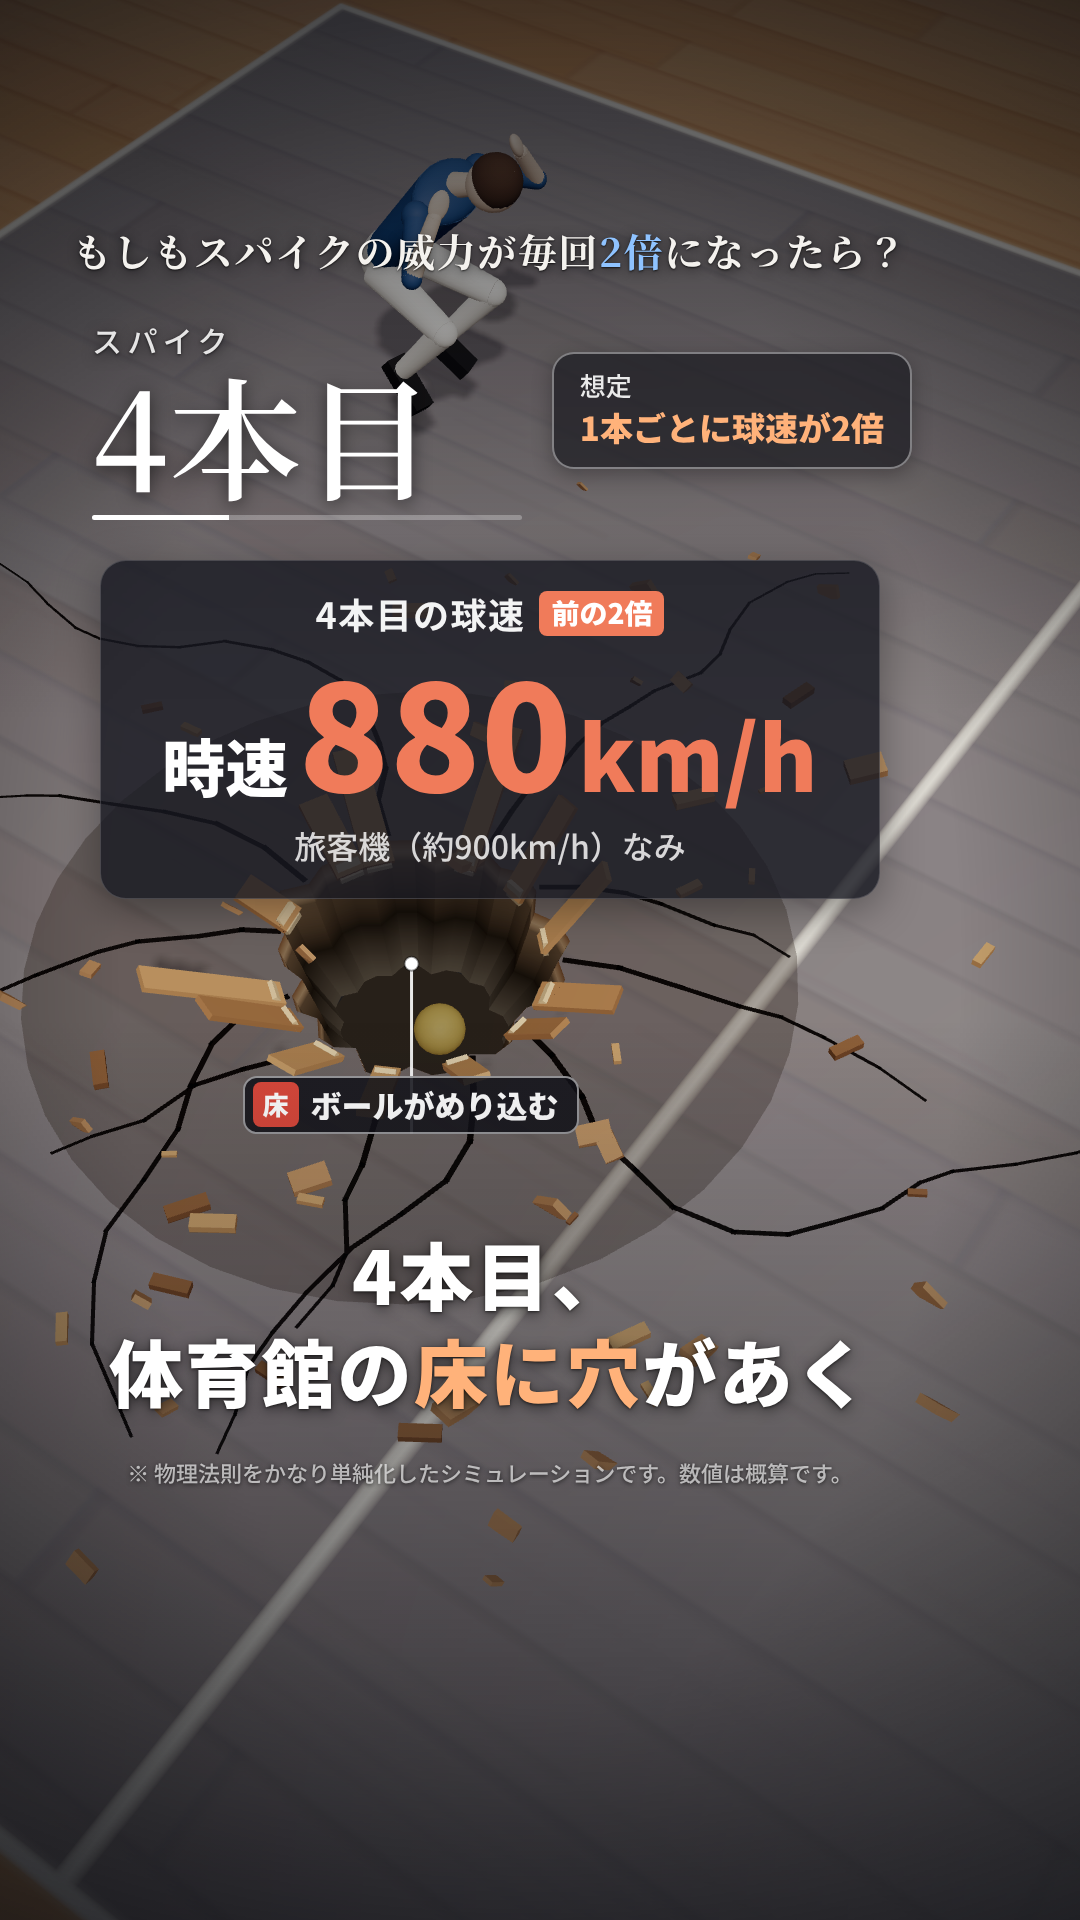 もしもスパイクの威力が毎回2倍になったら？
スパイク
4本目
想定
1本ごとに球速が2倍
4本目の球速 前の2倍
時速880km/h
旅客機（約900km/h）なみ
床 ボールがめり込む
4本目、
体育館の床に穴があく
※ 物理法則をかなり単純化したシミュレーションです。数値は概算です。